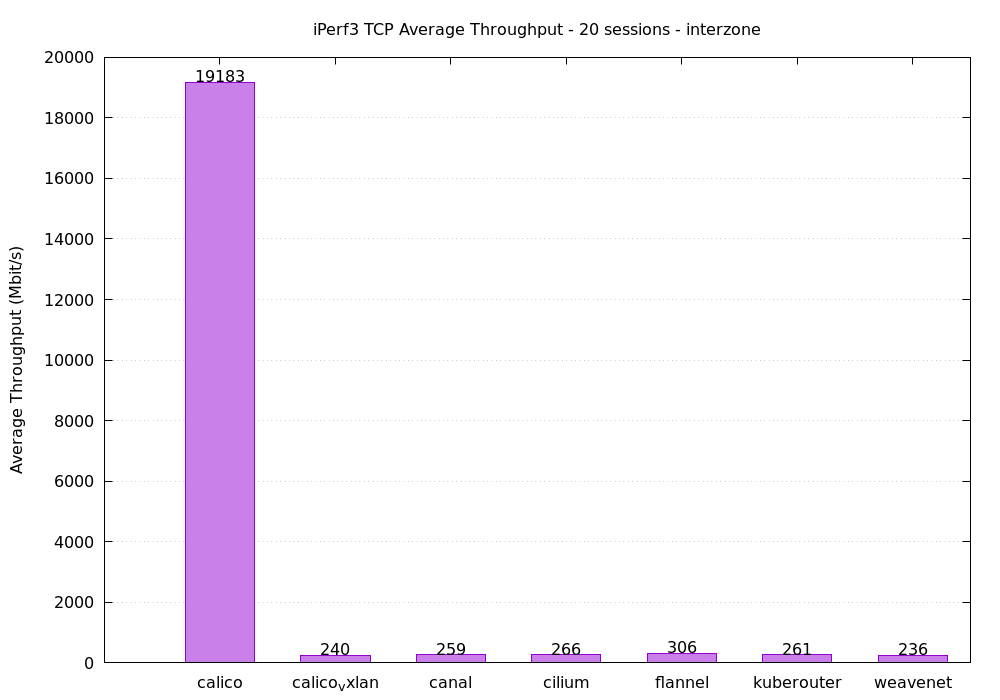 iPerf3 TCP Average Throughput - 20 sessions - interzone
Average Throughput (Mbit/s)
20000
18000
16000
14000
12000
10000
8000
6000
4000
2000
0
19183
240
259
266
306
261
236
calico
calicovxlan
canal
cilium
flannel
kuberouter
weavenet